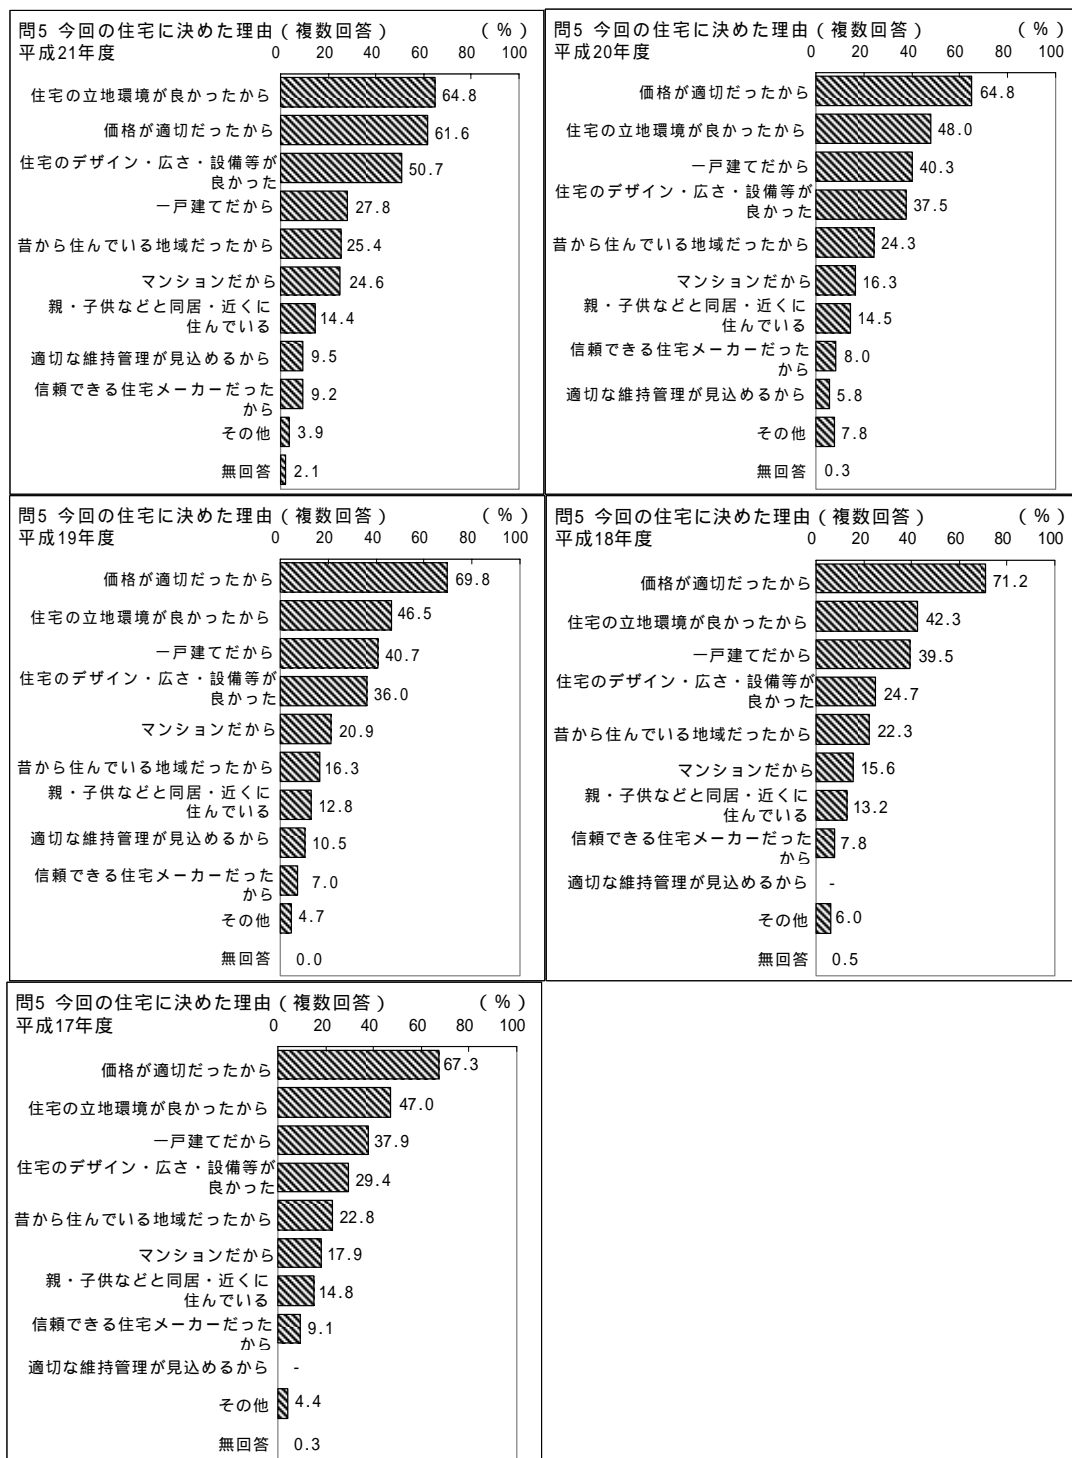 問5 今回の住宅に決めた理由（複数回答） （％）
平成21年度 0 20 40 60 80 100
住宅の立地環境が良かったから 64.8
価格が適切だったから 61.6
住宅のデザイン・広さ・設備等が
良かった 50.7
一戸建てだから 27.8
昔から住んでいる地域だったから 25.4
マンションだから 24.6
親・子供などと同居・近くに
住んでいる 14.4
適切な維持管理が見込めるから 9.5
信頼できる住宅メーカーだった
から 9.2
その他 3.9
無回答 2.1
問5 今回の住宅に決めた理由（複数回答） （％）
平成20年度 0 20 40 60 80 100
価格が適切だったから 64.8
住宅の立地環境が良かったから 48.0
一戸建てだから 40.3
住宅のデザイン・広さ・設備等が
良かった 37.5
昔から住んでいる地域だったから 24.3
マンションだから 16.3
親・子供などと同居・近くに
住んでいる 14.5
信頼できる住宅メーカーだった
から 8.0
適切な維持管理が見込めるから 5.8
その他 7.8
無回答 0.3
問5 今回の住宅に決めた理由（複数回答） （％）
平成19年度 0 20 40 60 80 100
価格が適切だったから 69.8
住宅の立地環境が良かったから 46.5
一戸建てだから 40.7
住宅のデザイン・広さ・設備等が
良かった 36.0
マンションだから 20.9
昔から住んでいる地域だったから 16.3
親・子供などと同居・近くに
住んでいる 12.8
適切な維持管理が見込めるから 10.5
信頼できる住宅メーカーだった
から 7.0
その他 4.7
無回答 0.0
問5 今回の住宅に決めた理由（複数回答） （％）
平成18年度 0 20 40 60 80 100
価格が適切だったから 71.2
住宅の立地環境が良かったから 42.3
一戸建てだから 39.5
住宅のデザイン・広さ・設備等が
良かった 24.7
昔から住んでいる地域だったから 22.3
マンションだから 15.6
親・子供などと同居・近くに
住んでいる 13.2
信頼できる住宅メーカーだった
から 7.8
適切な維持管理が見込めるから -
その他 6.0
無回答 0.5
問5 今回の住宅に決めた理由（複数回答） （％）
平成17年度 0 20 40 60 80 100
価格が適切だったから 67.3
住宅の立地環境が良かったから 47.0
一戸建てだから 37.9
住宅のデザイン・広さ・設備等が
良かった 29.4
昔から住んでいる地域だったから 22.8
マンションだから 17.9
親・子供などと同居・近くに
住んでいる 14.8
信頼できる住宅メーカーだった
から 9.1
適切な維持管理が見込めるから -
その他 4.4
無回答 0.3